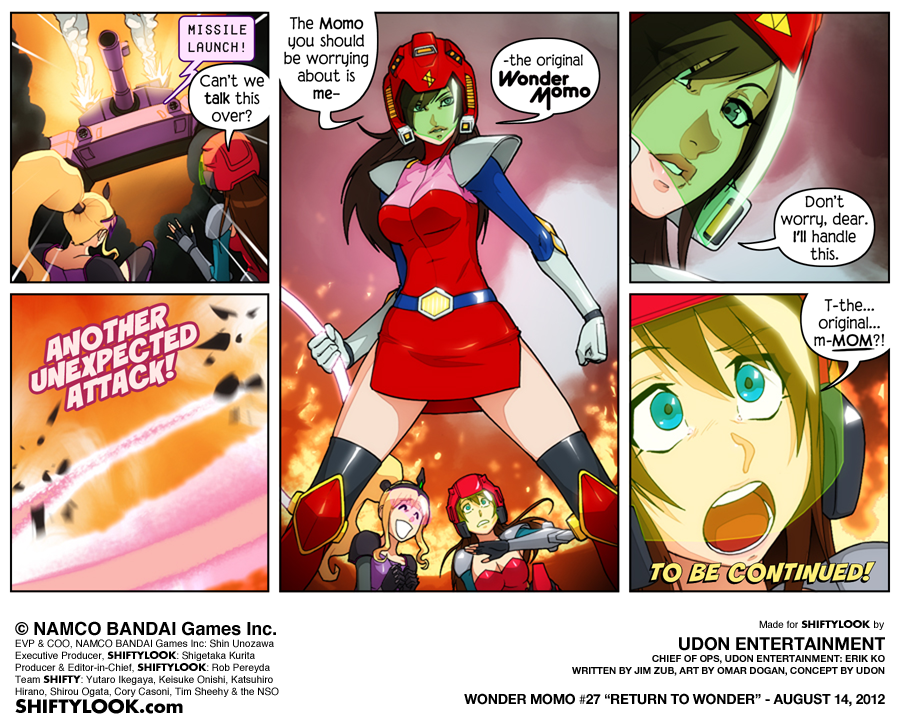 MISSILE
LAUNCH!
Can't we
talk this
over?
ANOTHER
UNEXPECTED
ATTACK!
The Momo
you should
be worrying
about is
me-
-the original
Wonder
Momo
Don't
worry, dear.
I'll handle
this.
T-the...
original...
m-MOM?!
TO BE CONTINUED!
© NAMCO BANDAI Games Inc.
EVP & COO, NAMCO BANDAI Games Inc: Shin Unozawa
Executive Producer, SHIFTYLOOK: Shigetaka Kurita
Producer & Editor-in-Chief, SHIFTYLOOK: Rob Pereyda
Team SHIFTY: Yutaro Ikegaya, Keisuke Onishi, Katsuhiro
Hirano, Shirou Ogata, Cory Casoni, Tim Sheehy & the NSO
SHIFTYLOOK.com
Made for SHIFTYLOOK by
UDON ENTERTAINMENT
CHIEF OF OPS, UDON ENTERTAINMENT: ERIK KO
WRITTEN BY JIM ZUB, ART BY OMAR DOGAN, CONCEPT BY UDON
WONDER MOMO #27 “RETURN TO WONDER” - AUGUST 14, 2012